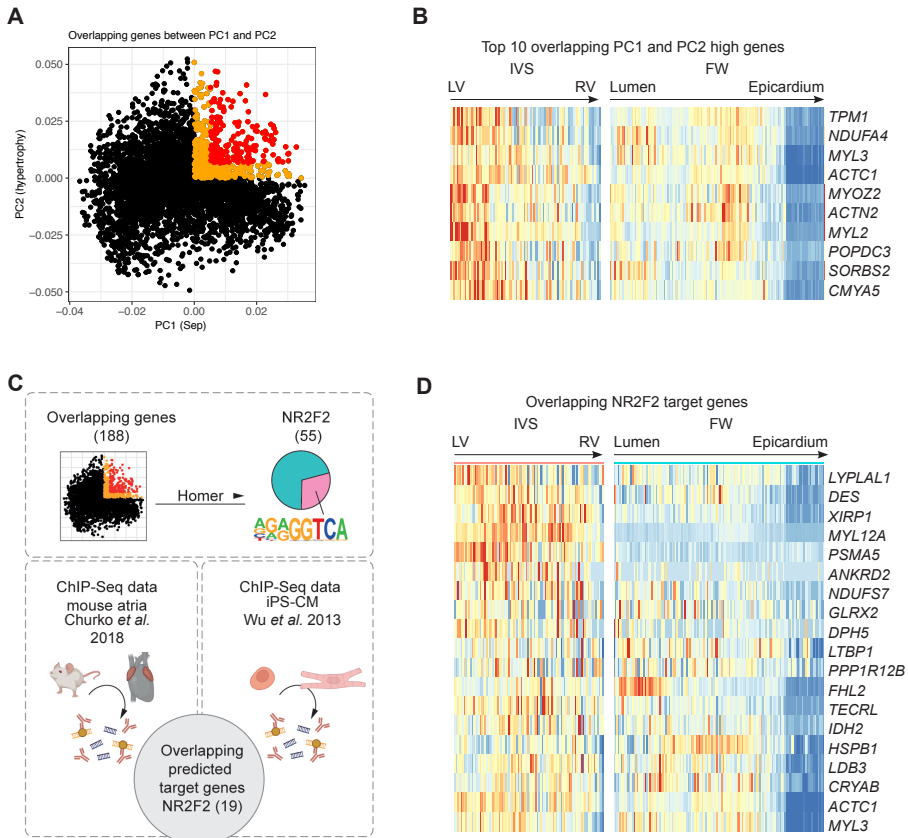 A
Overlapping genes between PC1 and PC2
0.050
0.025
0.000
−0.025
−0.050
PC2 (hypertrophy)
−0.04 −0.02 0.00 0.02
PC1 (Sep)
B
Top 10 overlapping PC1 and PC2 high genes
IVS FW
LV RV Lumen Epicardium
TPM1
NDUFA4
MYL3
ACTC1
MYOZ2
ACTN2
MYL2
POPDC3
SORBS2
CMYA5
C
Overlapping genes
(188)
Homer
NR2F2
(55)
AGAGGTCA
ChIP-Seq data
mouse atria
Churko et al.
2018
ChIP-Seq data
iPS-CM
Wu et al. 2013
Overlapping
predicted
target genes
NR2F2 (19)
D
Overlapping NR2F2 target genes
IVS FW
LV RV Lumen Epicardium
LYPLAL1
DES
XIRP1
MYL12A
PSMA5
ANKRD2
NDUFS7
GLRX2
DPH5
LTBP1
PPP1R12B
FHL2
TECRL
IDH2
HSPB1
LDB3
CRYAB
ACTC1
MYL3